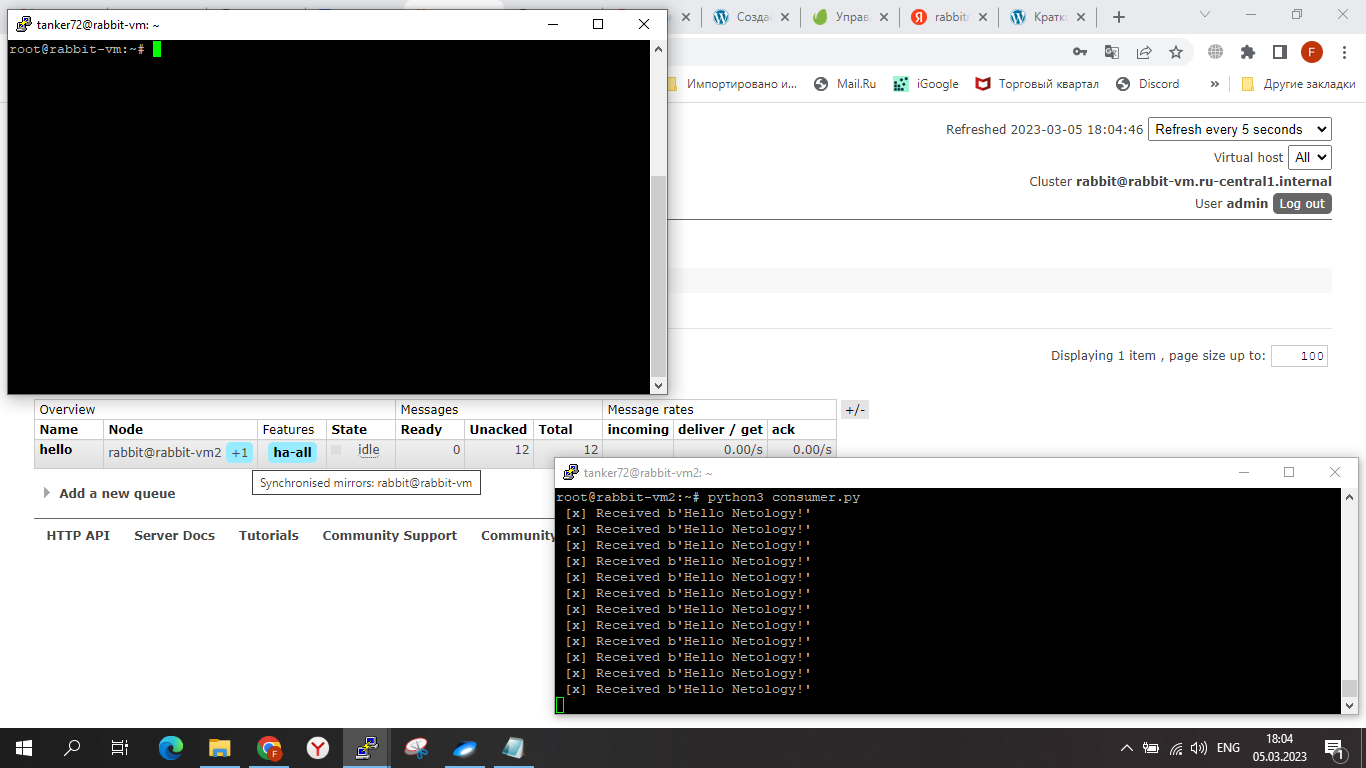 tanker72@rabbit-vm: ~
Созда
Управ.
rabbit
Кратк
root@rabbit-vm:~#
F
Импортировано и...
Mail.Ru
iGoogle
Торговый квартал
Discord
»
Другие закладки
Refreshed 2023-03-05 18:04:46 Refresh every 5 seconds
Virtual host All
Cluster rabbit@rabbit-vm.ru-central1.internal
User admin Log out
Displaying 1 item , page size up to: 100
Overview Messages Message rates +/-
Name Node Features State Ready Unacked Total incoming deliver / get ack
hello rabbit@rabbit-vm2 +1 ha-all idle 0 12 12 0.00/s 0.00/s
Synchronised mirrors: rabbit@rabbit-vm
Add a new queue
HTTP API Server Docs Tutorials Community Support Community
tanker72@rabbit-vm2: ~
root@rabbit-vm2:~# python3 consumer.py
[x] Received b'Hello Netology!'
[x] Received b'Hello Netology!'
[x] Received b'Hello Netology!'
[x] Received b'Hello Netology!'
[x] Received b'Hello Netology!'
[x] Received b'Hello Netology!'
[x] Received b'Hello Netology!'
[x] Received b'Hello Netology!'
[x] Received b'Hello Netology!'
[x] Received b'Hello Netology!'
[x] Received b'Hello Netology!'
[x] Received b'Hello Netology!'
ENG
18:04
05.03.2023
1